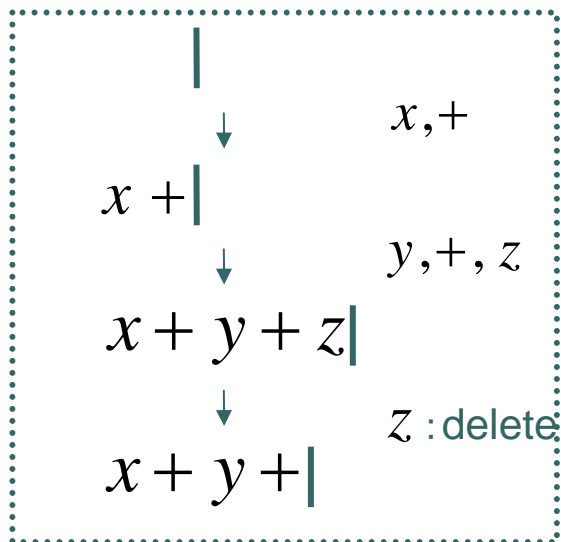 x,+
x +
y,+, z
x + y + z
z : delete
x + y +